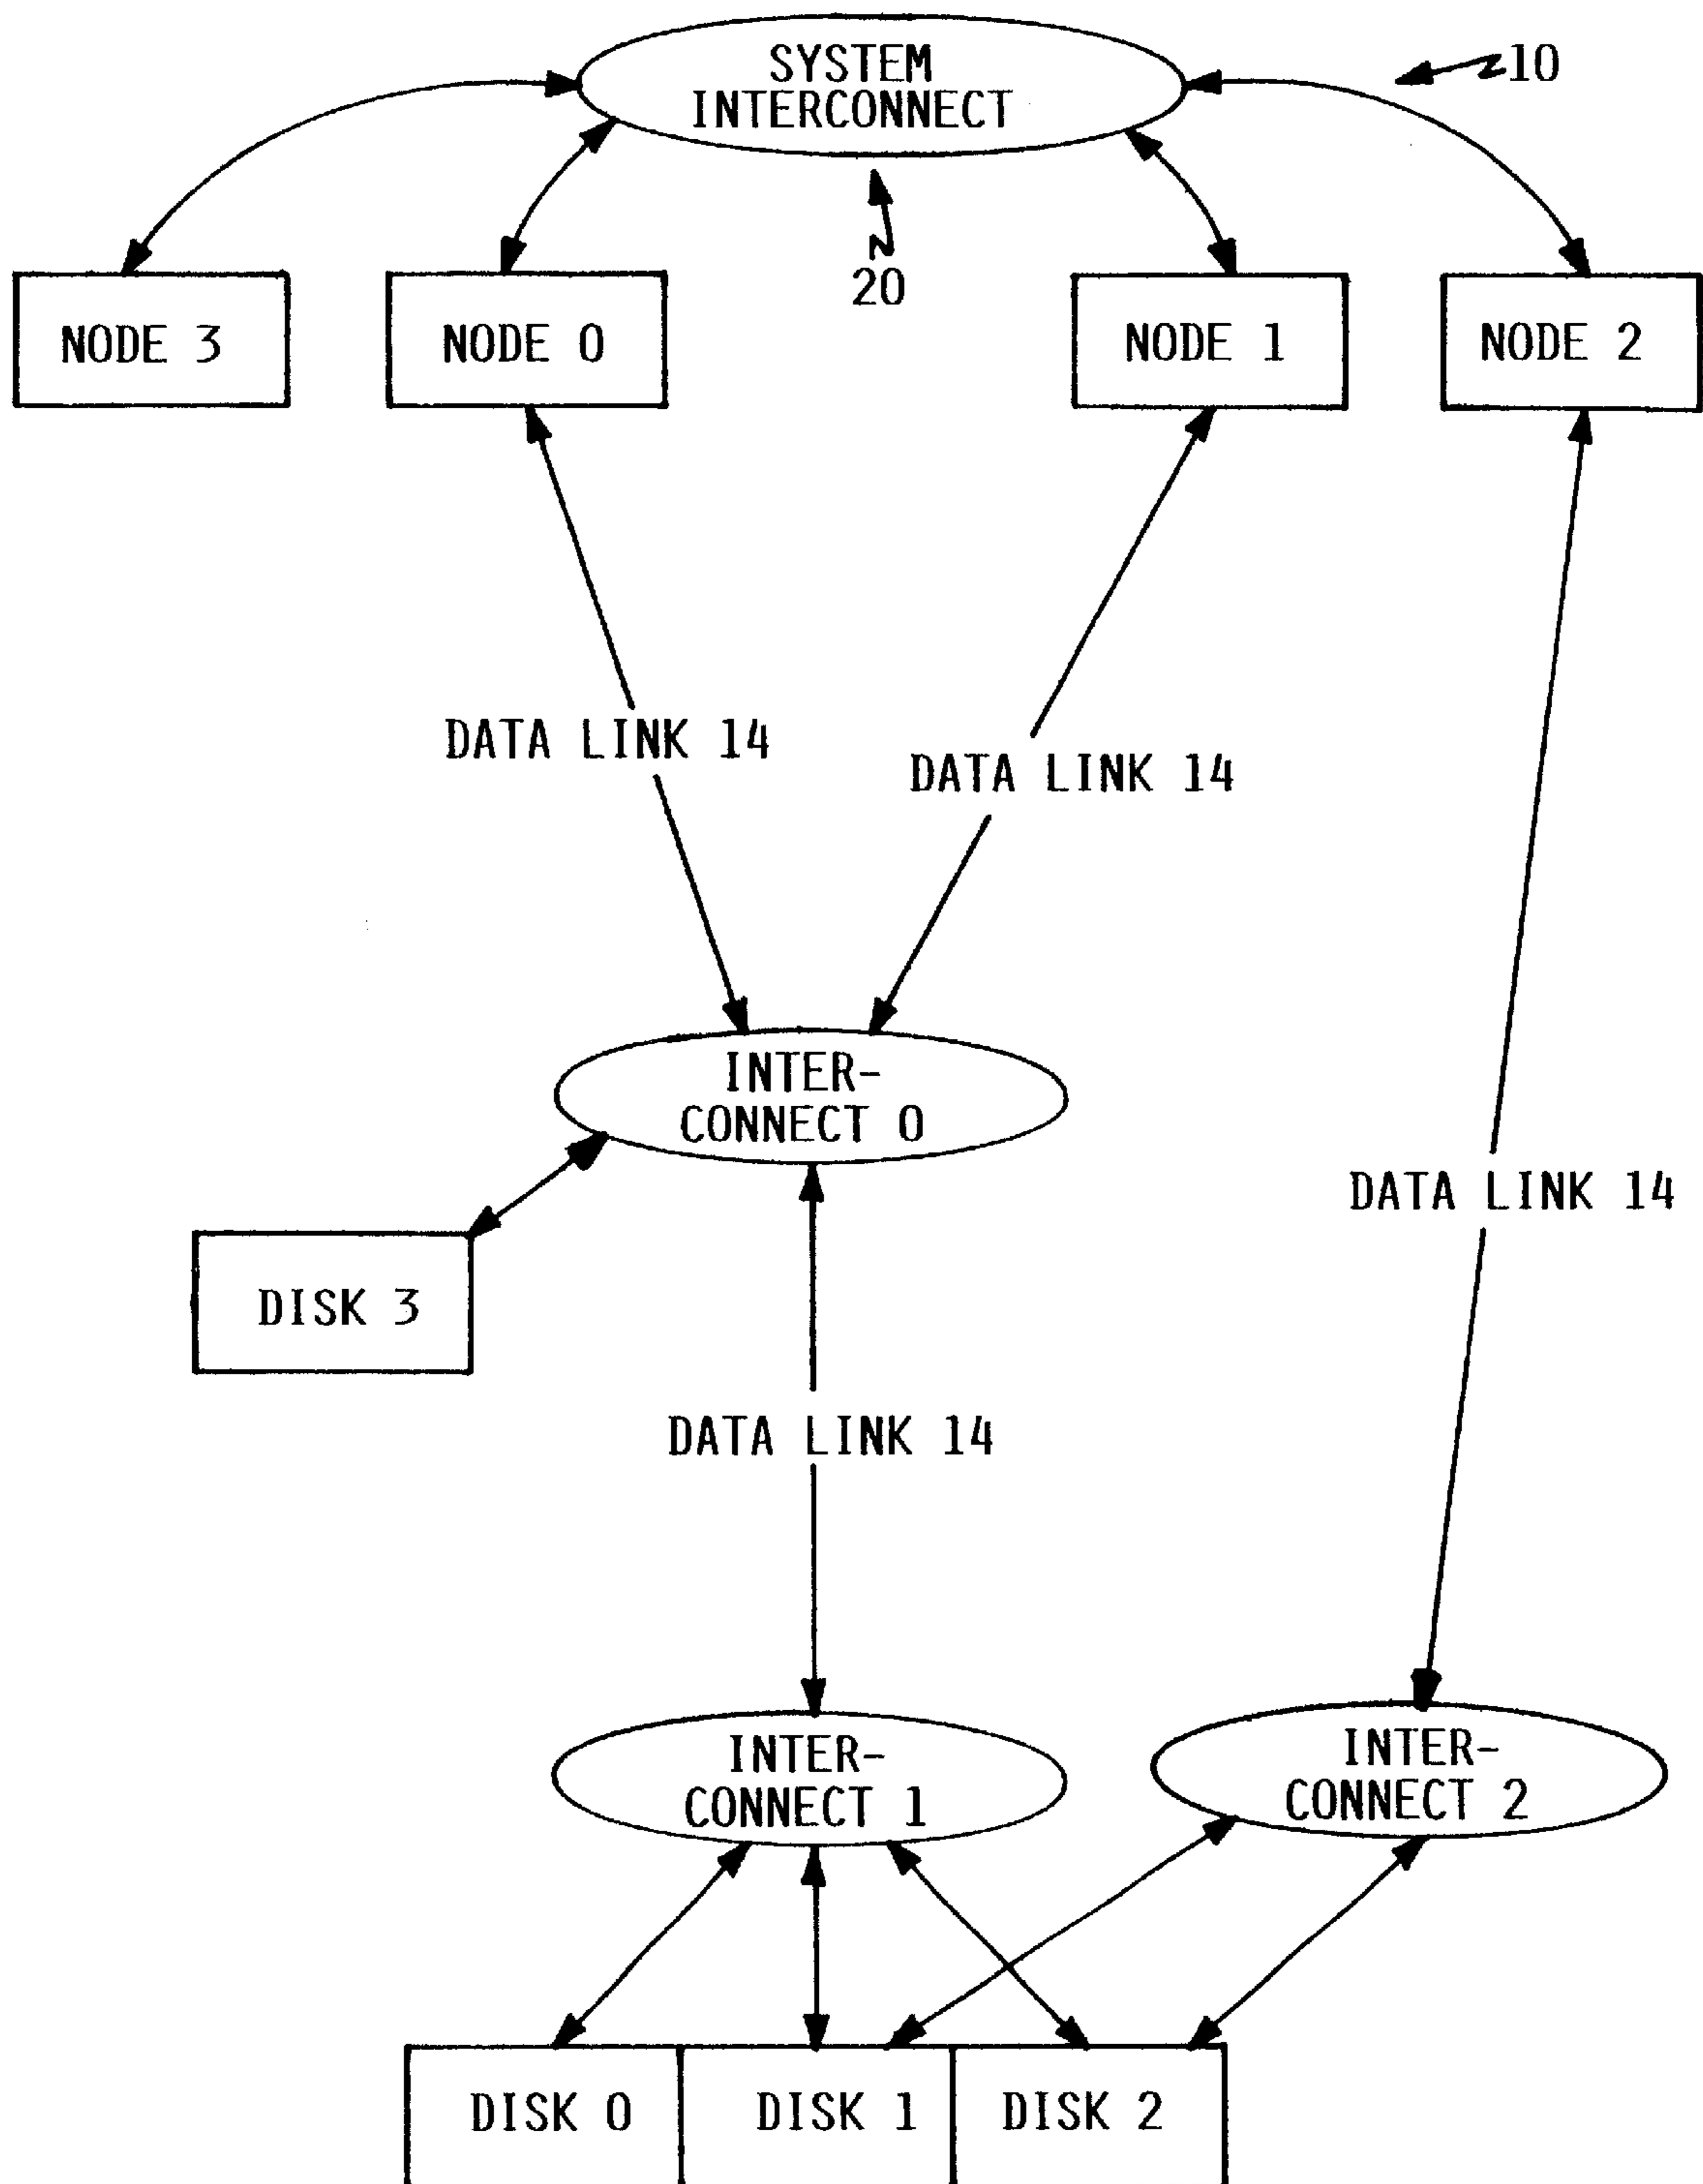 SYSTEM
INTERCONNECT
10
20
NODE 3
NODE 0
NODE 1
NODE 2
DATA LINK 14
DATA LINK 14
INTER-
CONNECT 0
DATA LINK 14
DISK 3
DATA LINK 14
INTER-
CONNECT 1
INTER-
CONNECT 2
DISK 0
DISK 1
DISK 2